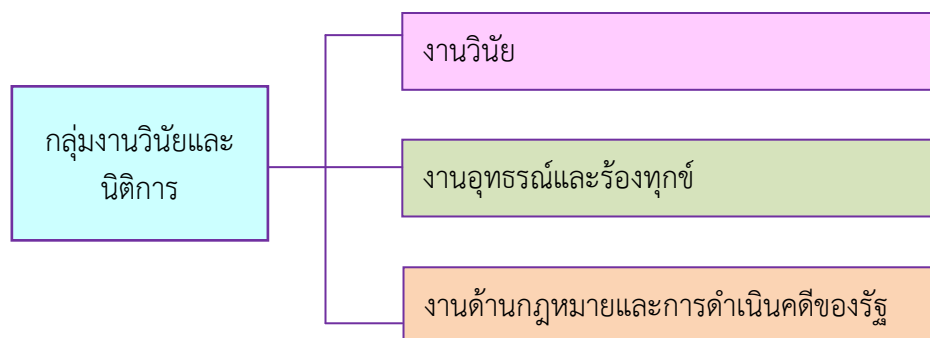 กลุ่มงานวินัยและ
นิติการ
งานวินัย
งานอุทธรณ์และร้องทุกข์
งานด้านกฎหมายและการดำเนินคดีของรัฐ